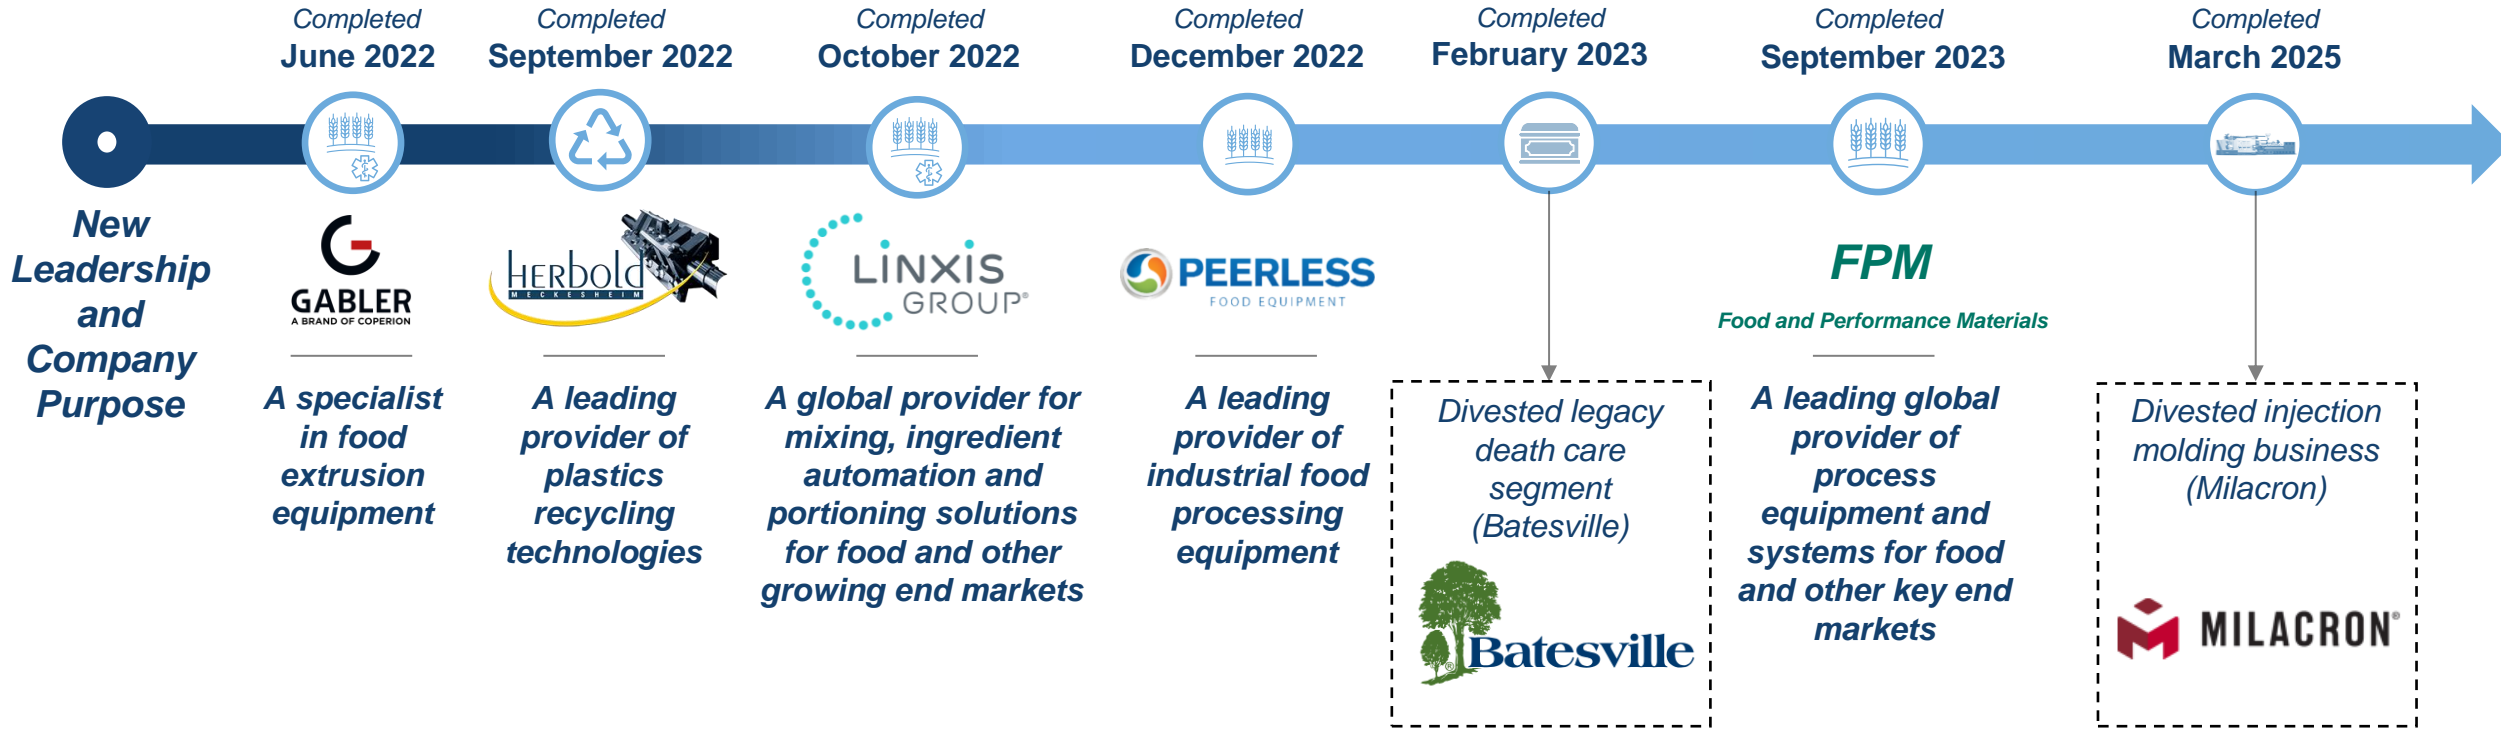 Completed
June 2022
Completed
September 2022
Completed
October 2022
Completed
December 2022
Completed
February 2023
Completed
September 2023
Completed
March 2025
New
Leadership
and
Company
Purpose
GABLER
A BRAND OF COPERION
A specialist
in food
extrusion
equipment
HERbold
MECKESHEIM
A leading
provider of
plastics
recycling
technologies
LINXIS
GROUP®
A global provider for
mixing, ingredient
automation and
portioning solutions
for food and other
growing end markets
PEERLESS
FOOD EQUIPMENT
A leading
provider of
industrial food
processing
equipment
Divested legacy
death care
segment
(Batesville)
® Batesville
FPM
Food and Performance Materials
A leading global
provider of
process
equipment and
systems for food
and other key end
markets
Divested injection
molding business
(Milacron)
MILACRON®